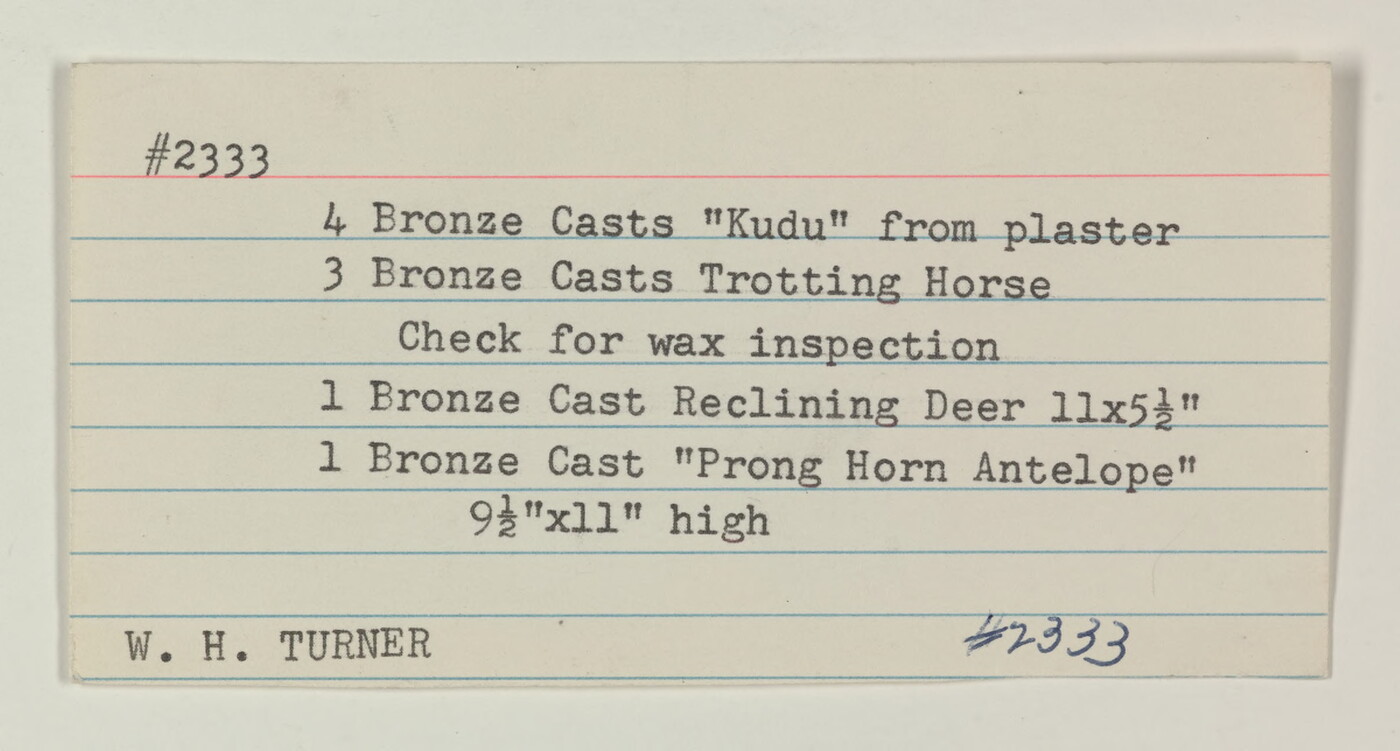 #2333
4 Bronze Casts "Kudu" from plaster
3 Bronze Casts Trotting Horse
Check for wax inspection
1 Bronze Cast Reclining Deer 11x5½"
1 Bronze Cast "Prong Horn Antelope"
9½"x11" high
W. H. TURNER
#2333